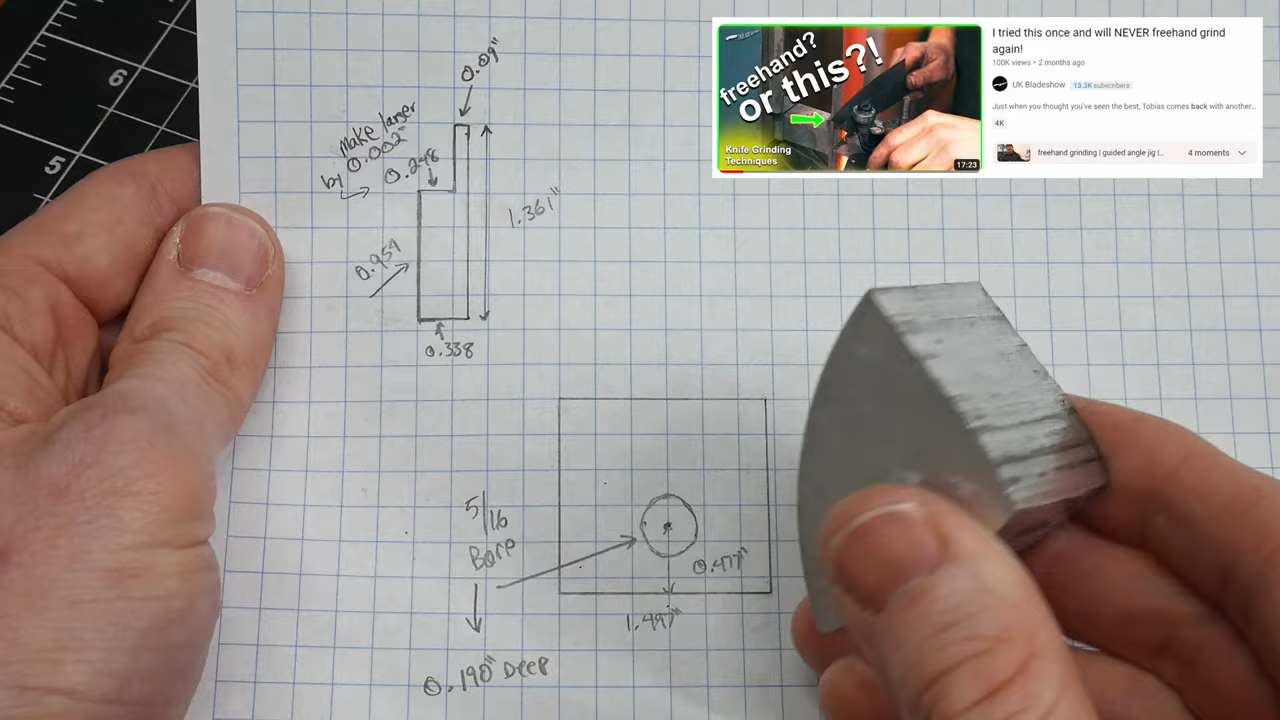 6
5
0.09"
Make larger
by 0.002"
0.248
1.361"
0.959
0.338
5/16
Bore
0.477"
1.497"
0.190" Deep
freehand?
or this?!
Knife Grinding
Techniques
17:23
I tried this once and will NEVER freehand grind
again!
100K views • 2 months ago
UK Bladeshow 13.3K subscribers
Just when you thought you've seen the best, Tobias comes back with another...
4K
freehand grinding | guided angle jig |... 4 moments